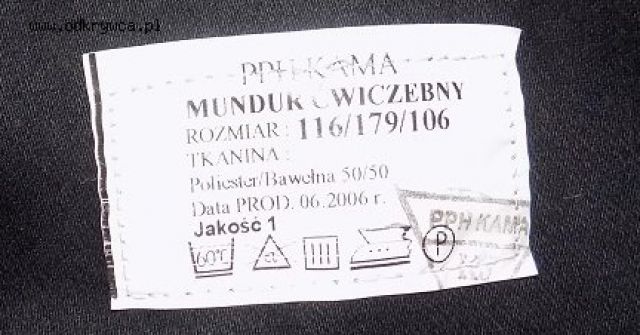 www.odkrywca.pl
PPH KAMA
MUNDUR ĆWICZEBNY
ROZMIAR : 116/179/106
TKANINA :
Poliester/Bawełna 50/50
Data PROD. 06.2006 r.
Jakość 1
60°C P
PPH KAMA